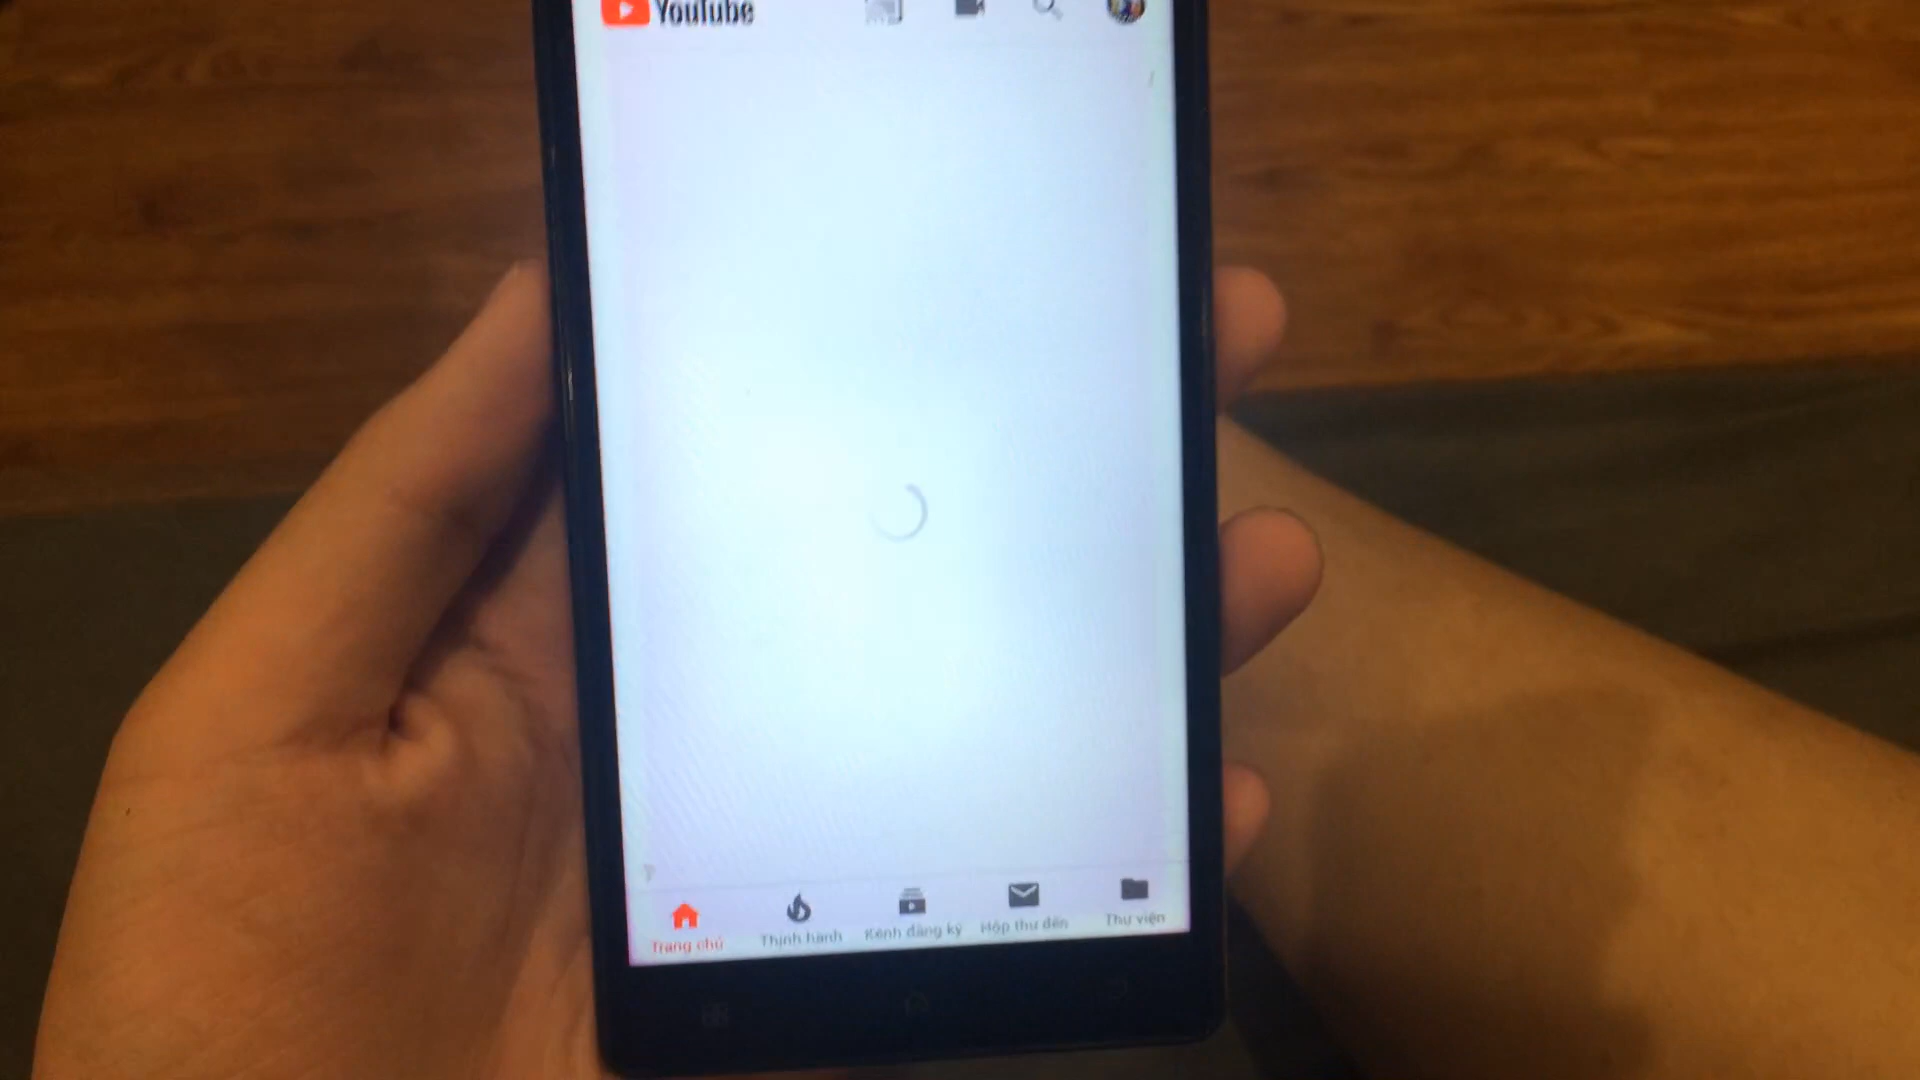 YouTube
Trang chủ
Thịnh hành
Kênh đăng ký
Hộp thư đến
Thư viện